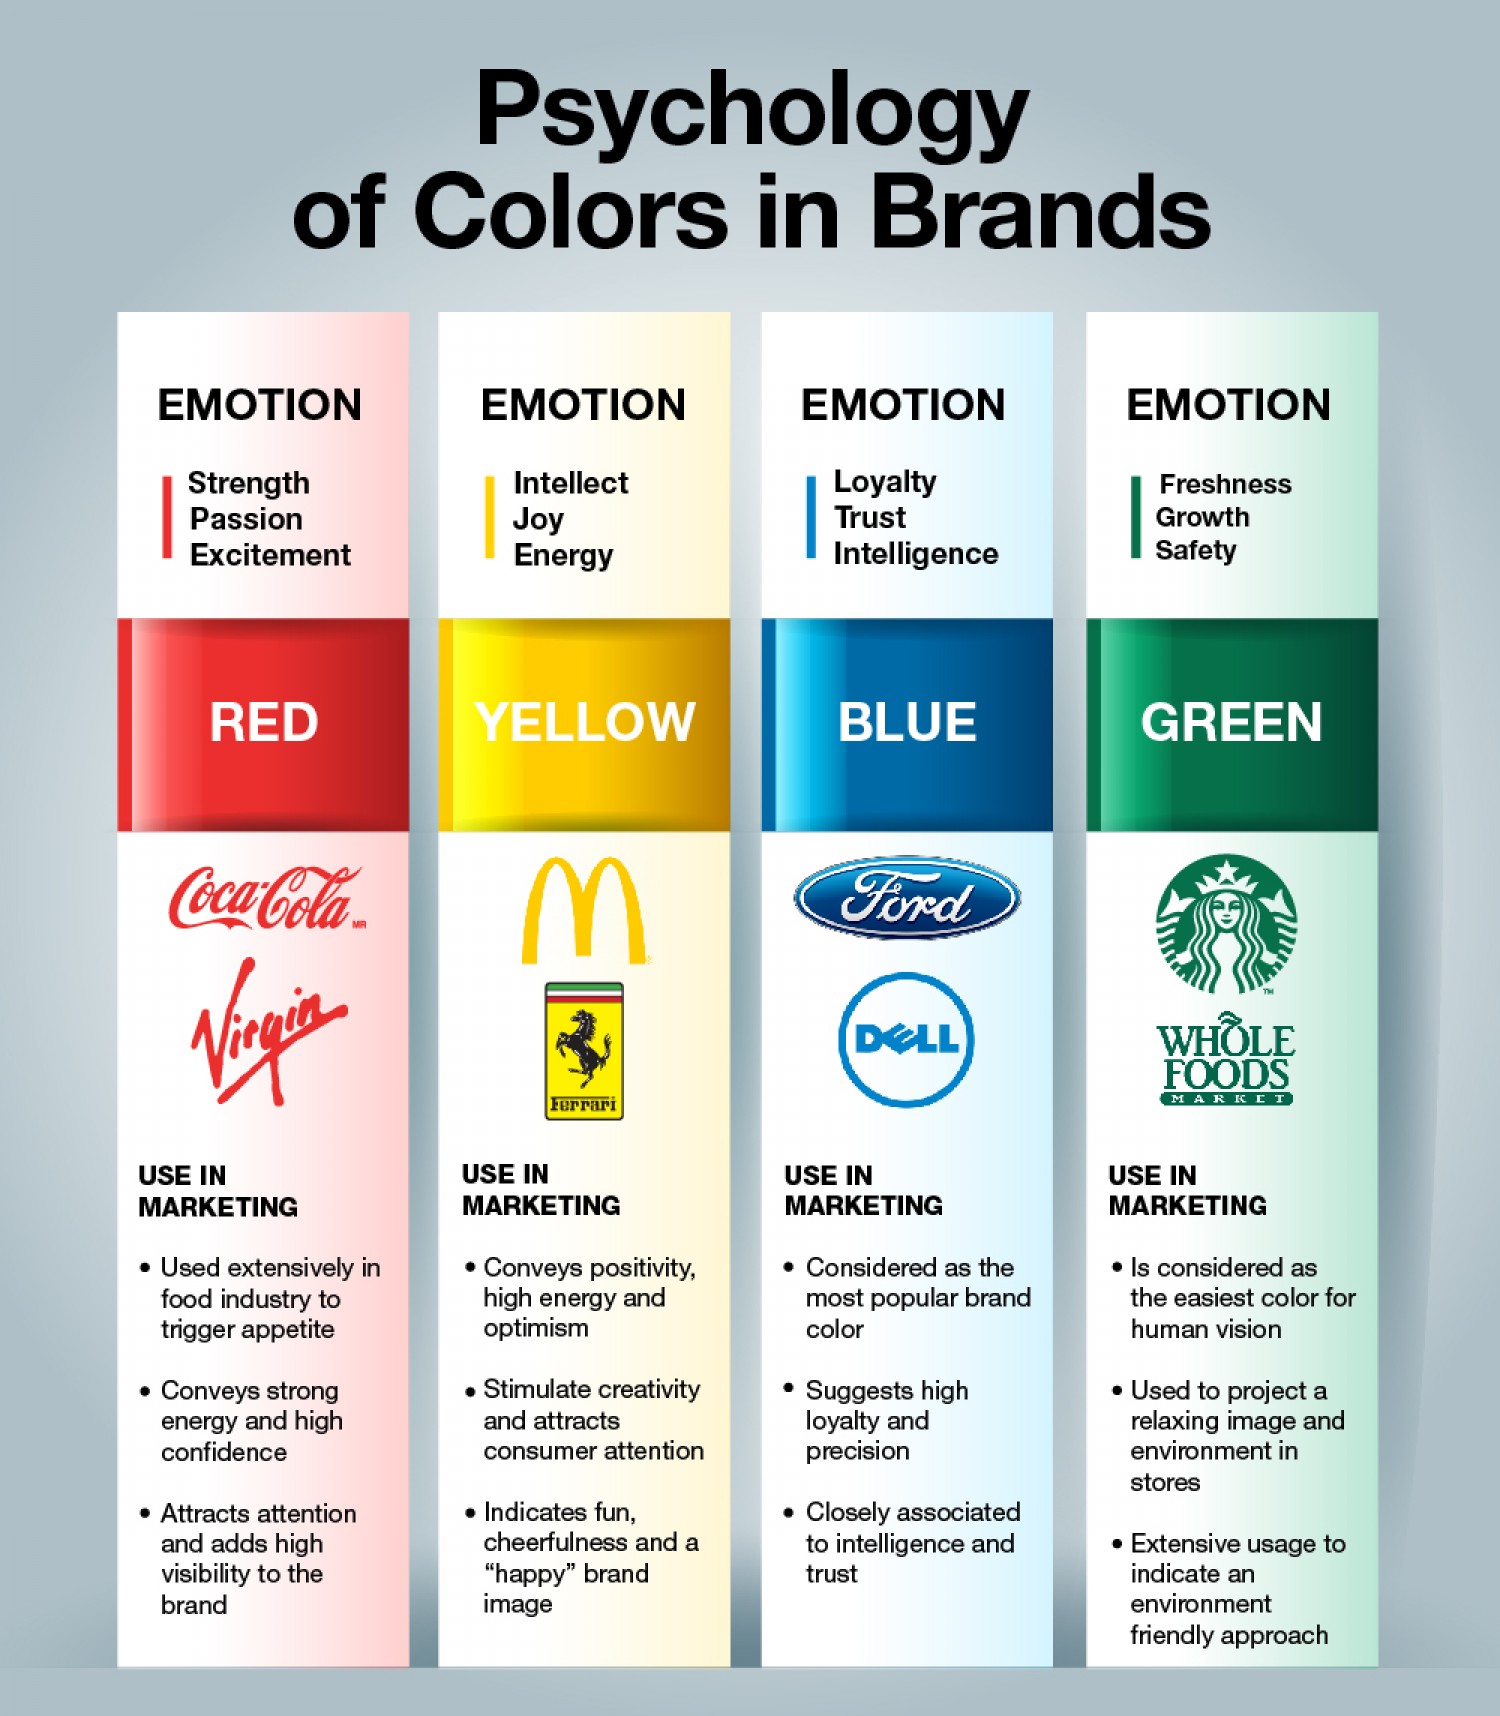 Psychology
of Colors in Brands
EMOTION
Strength
Passion
Excitement
RED
Coca-Cola
MR
Virgin
USE IN
MARKETING
• Used extensively in
food industry to
trigger appetite
• Conveys strong
energy and high
confidence
• Attracts attention
and adds high
visibility to the
brand
EMOTION
Intellect
Joy
Energy
YELLOW
Ferrari
USE IN
MARKETING
• Conveys positivity,
high energy and
optimism
• Stimulate creativity
and attracts
consumer attention
• Indicates fun,
cheerfulness and a
“happy” brand
image
EMOTION
Loyalty
Trust
Intelligence
BLUE
Ford
DELL
USE IN
MARKETING
• Considered as the
most popular brand
color
• Suggests high
loyalty and
precision
• Closely associated
to intelligence and
trust
EMOTION
Freshness
Growth
Safety
GREEN
TM
WHOLE
FOODS
MARKET
USE IN
MARKETING
• Is considered as
the easiest color for
human vision
• Used to project a
relaxing image and
environment in
stores
• Extensive usage to
indicate an
environment
friendly approach